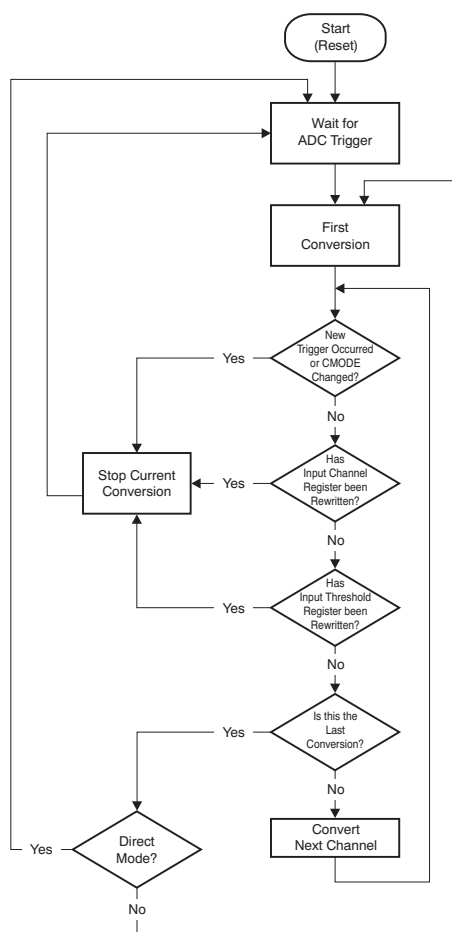 Start
(Reset)
Wait for
ADC Trigger
First
Conversion
New
Trigger Occurred
or CMODE
Changed?
Yes
No
Stop Current
Conversion
Yes
Has
Input Channel
Register been
Rewritten?
No
Yes
Has
Input Threshold
Register been
Rewritten?
No
Yes
Is this the
Last
Conversion?
No
Yes
Direct
Mode?
Convert
Next Channel
No